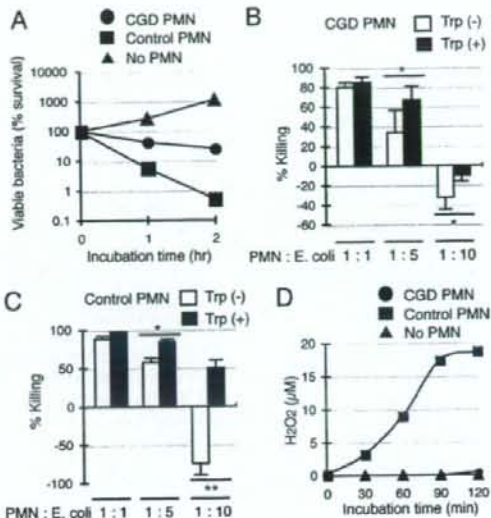 A
CGD PMN
Control PMN
No PMN
Viable bacteria (% survival)
10000
1000
100
10
1
0.1
0
1
2
Incubation time (hr)
B
CGD PMN
Trp (-)
Trp (+)
% Killing
100
80
60
40
20
0
-20
-40
-60
*
*
PMN : E. coli 1 : 1 1 : 5 1 : 10
C
Control PMN
Trp (-)
Trp (+)
% Killing
100
50
0
-50
-100
*
**
PMN : E. coli 1 : 1 1 : 5 1 : 10
D
CGD PMN
Control PMN
No PMN
H2O2 (µM)
20
15
10
5
0
0 30 60 90 120
Incubation time (min)